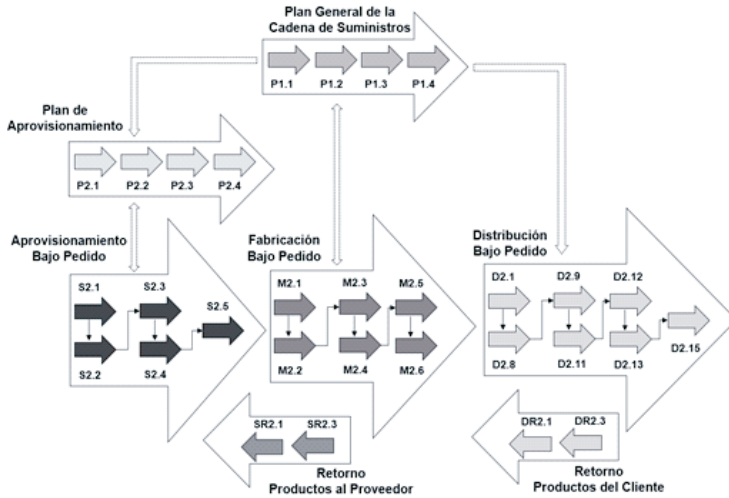 Plan General de la
Cadena de Suministros
P1.1 P1.2 P1.3 P1.4
Plan de
Aprovisionamiento
P2.1 P2.2 P2.3 P2.4
Aprovisionamiento
Bajo Pedido
S2.1 S2.3 S2.5
S2.2 S2.4
Fabricación
Bajo Pedido
M2.1 M2.3 M2.5
M2.2 M2.4 M2.6
Distribución
Bajo Pedido
D2.1 D2.9 D2.12
D2.8 D2.11 D2.13 D2.15
SR2.1 SR2.3
Retorno
Productos al Proveedor
DR2.1 DR2.3
Retorno
Productos del Cliente